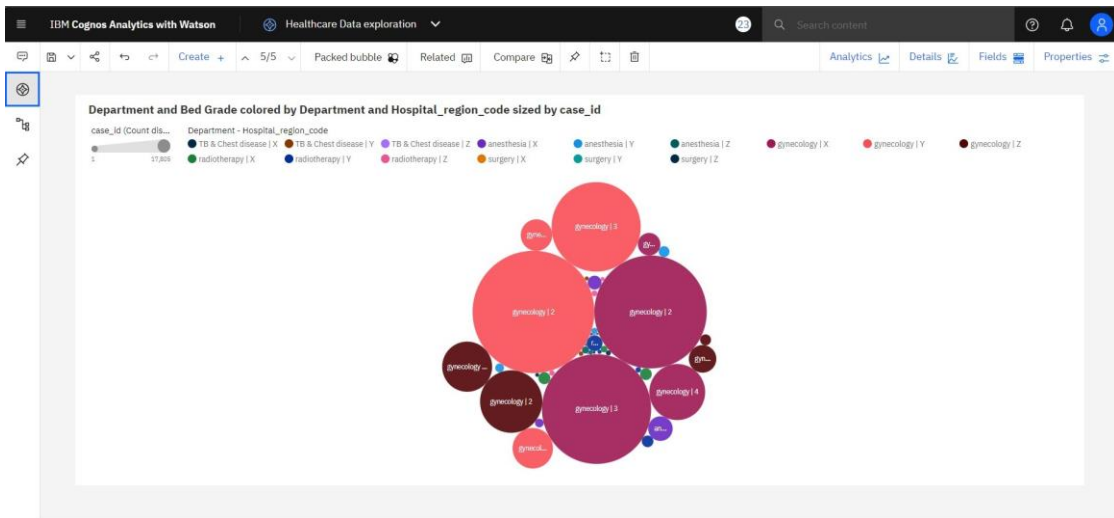 IBM Cognos Analytics with Watson
Healthcare Data exploration
23
Search content
Create +
5/5
Packed bubble
Related
Compare
Analytics
Details
Fields
Properties
Department and Bed Grade colored by Department and Hospital_region_code sized by case_id
case_id (Count dis...
1
Department - Hospital_region_code
TB & Chest disease | X
TB & Chest disease | Y
TB & Chest disease | Z
anesthesia | X
anesthesia | Y
anesthesia | Z
gynecology | X
gynecology | Y
gynecology | Z
radiotherapy | X
radiotherapy | Y
radiotherapy | Z
surgery | X
surgery | Y
surgery | Z
gyne...
gynecology | 3
gy...
gynecology | 2
gynecology | 2
r...
gynecology ...
gyn...
gynecology | 2
gynecology | 3
gynecology | 4
an...
gynecol...